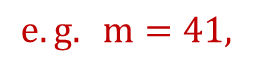 e.g. m = 41,